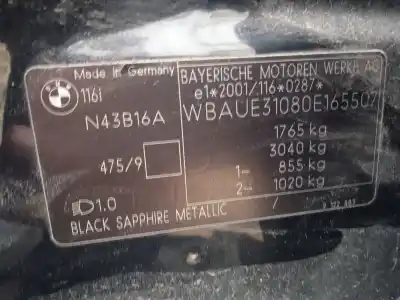 Made in Germany
116i
N43B16A
475/9
1.0
BLACK SAPPHIRE METALLIC
BAYERISCHE MOTOREN WERKE AG
e1*2001/116*0287*
WBAUE31080E165507
1765 kg
3040 kg
1- 855 kg
2- 1020 kg
/